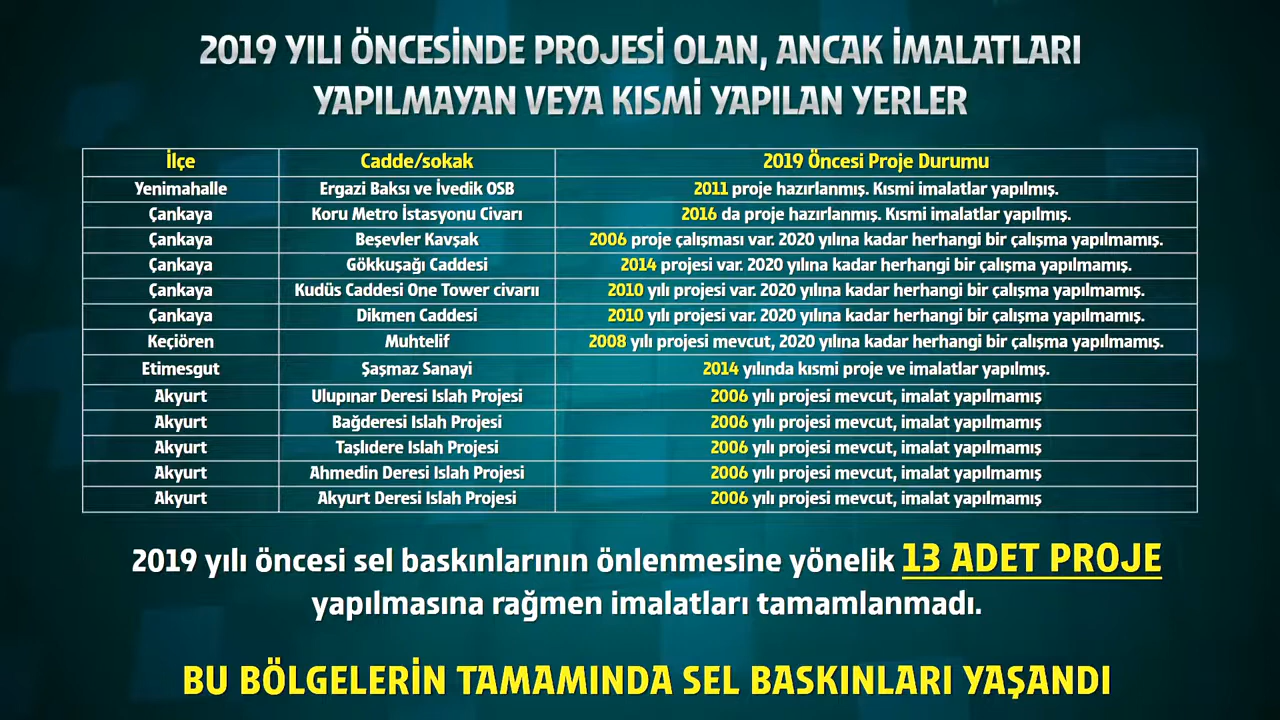 2019 YILI ÖNCESİNDE PROJESİ OLAN, ANCAK İMALATLARI
YAPILMAYAN VEYA KISMİ YAPILAN YERLER
İlçe Cadde/sokak 2019 Öncesi Proje Durumu
Yenimahalle Ergazi Baksı ve İvedik OSB 2011 proje hazırlanmış. Kısmi imalatlar yapılmış.
Çankaya Koru Metro İstasyonu Civarı 2016 da proje hazırlanmış. Kısmi imalatlar yapılmış.
Çankaya Beşevler Kavşak 2006 proje çalışması var. 2020 yılına kadar herhangi bir çalışma yapılmamış.
Çankaya Gökkuşağı Caddesi 2014 projesi var. 2020 yılına kadar herhangi bir çalışma yapılmamış.
Çankaya Kudüs Caddesi One Tower civarıı 2010 yılı projesi var. 2020 yılına kadar herhangi bir çalışma yapılmamış.
Çankaya Dikmen Caddesi 2010 yılı projesi var. 2020 yılına kadar herhangi bir çalışma yapılmamış.
Keçiören Muhtelif 2008 yılı projesi mevcut, 2020 yılına kadar herhangi bir çalışma yapılmamış.
Etimesgut Şaşmaz Sanayi 2014 yılında kısmi proje ve imalatlar yapılmış.
Akyurt Ulupınar Deresi Islah Projesi 2006 yılı projesi mevcut, imalat yapılmamış
Akyurt Bağderesi Islah Projesi 2006 yılı projesi mevcut, imalat yapılmamış
Akyurt Taşlıdere Islah Projesi 2006 yılı projesi mevcut, imalat yapılmamış
Akyurt Ahmedin Deresi Islah Projesi 2006 yılı projesi mevcut, imalat yapılmamış
Akyurt Akyurt Deresi Islah Projesi 2006 yılı projesi mevcut, imalat yapılmamış
2019 yılı öncesi sel baskınlarının önlenmesine yönelik 13 ADET PROJE
yapılmasına rağmen imalatları tamamlanmadı.
BU BÖLGELERİN TAMAMINDA SEL BASKINLARI YAŞANDI